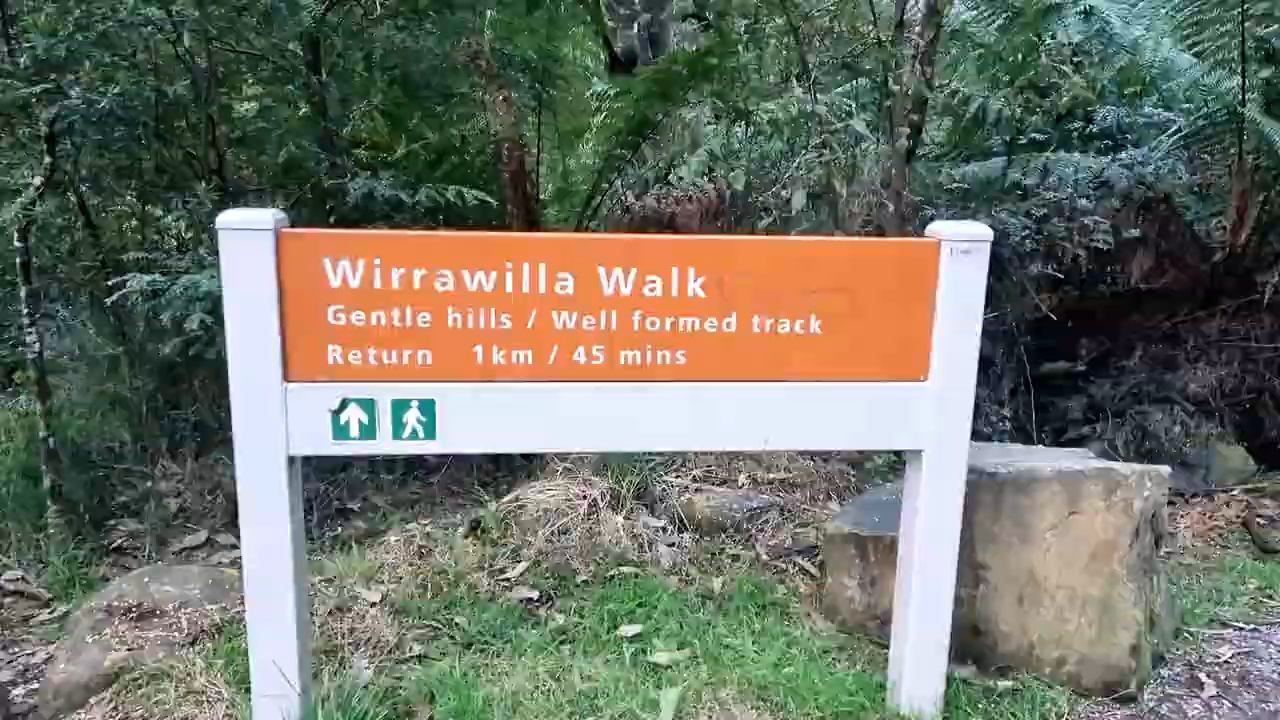 Wirrawilla Walk
Gentle hills / Well formed track
Return 1km / 45 mins